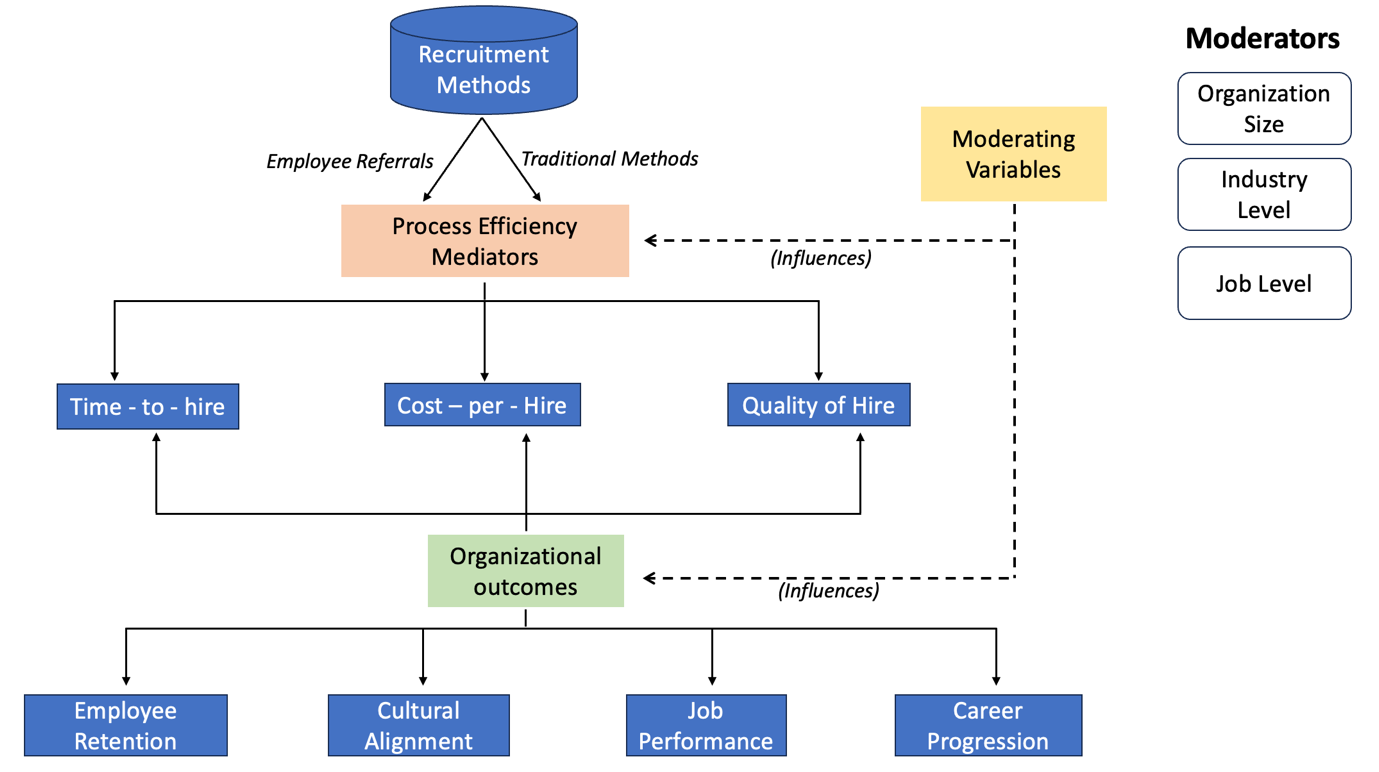 Recruitment
Methods
Moderators
Organization
Size
Moderating
Variables
Employee Referrals
Traditional Methods
Industry
Level
Process Efficiency
Mediators
(Influences)
Job Level
Time - to - hire
Cost – per - Hire
Quality of Hire
Organizational
outcomes
(Influences)
Employee
Retention
Cultural
Alignment
Job
Performance
Career
Progression